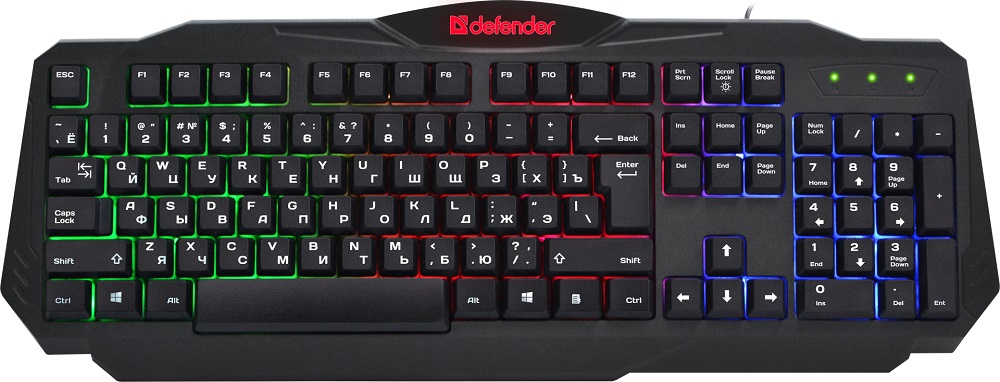 defender
ESC F1 F2 F3 F4 F5 F6 F7 F8 F9 F10 F11 F12 Prt Scrn Scroll Lock Pause Break
~ ` Ё ! 1 @ " 2 # № 3 $ ; 4 % : 5 ^ : 6 & ? 7 * 8 ( 9 ) 0 _ - + = ← Back Ins Home Page Up Num Lock / * -
Tab Q Й W Ц E У R К T Е Y Н U Г I Ш O Щ P З { [ Х } ] Ъ Enter Del End Page Down 7 Home 8 ↑ 9 Page Up +
Caps Lock A Ф S Ы D В F А G П H Р J О K Л L Д : ; Ж " ' Э | \ 4 ← 5 6 →
Shift ⇧ Z Я X Ч C С V М B И N Т M Ь < , Б > . Ю ? / , . ⇧ Shift ↑ 1 End 2 ↓ 3 Page Down
Ctrl Alt Alt Ctrl ← ↓ → 0 Ins . Del Ent